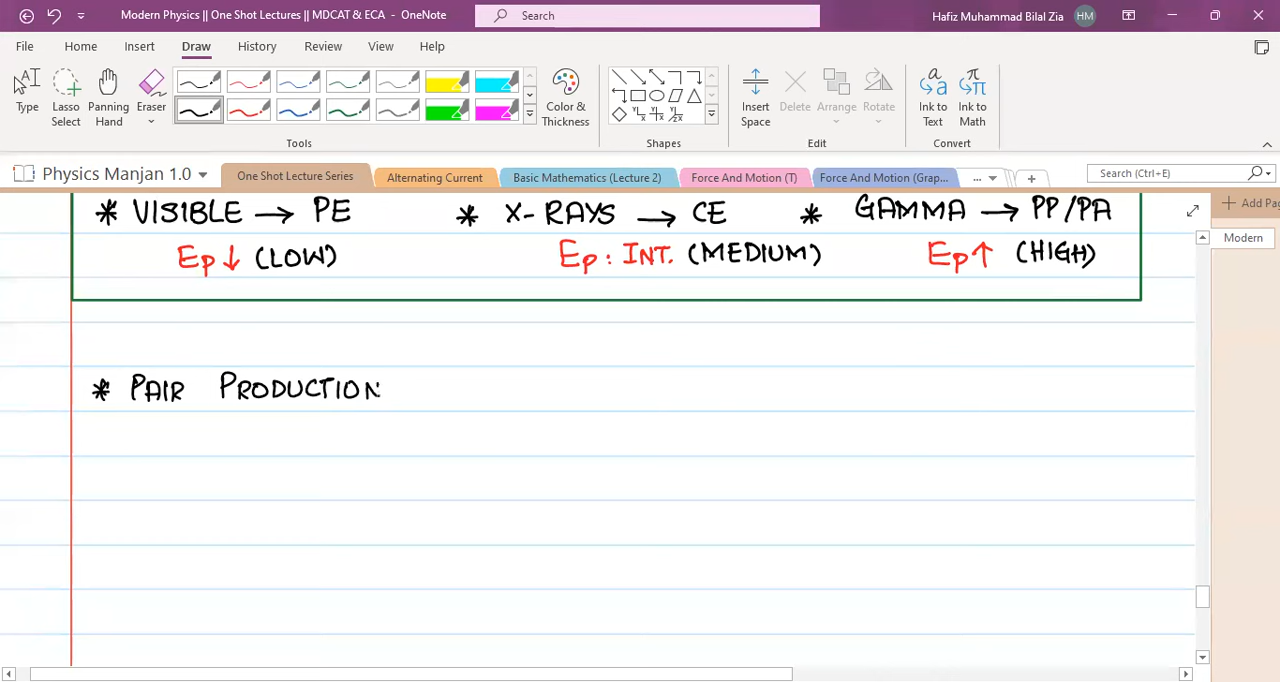 Modern Physics || One Shot Lectures || MDCAT & ECA - OneNote
Search
Hafiz Muhammad Bilal Zia HM
File Home Insert Draw History Review View Help
Type Lasso Select Panning Hand Eraser Color & Thickness Insert Space Delete Arrange Rotate Ink to Text Ink to Math
Tools Shapes Edit Convert
Physics Manjan 1.0 One Shot Lecture Series Alternating Current Basic Mathematics (Lecture 2) Force And Motion (T) Force And Motion (Grap... ... Search (Ctrl+E)
Add Pag
Modern
* VISIBLE → PE * X-RAYS → CE * GAMMA → PP/PA
Ep ↓ (LOW) Ep : INT. (MEDIUM) Ep ↑ (HIGH)
* PAIR PRODUCTION